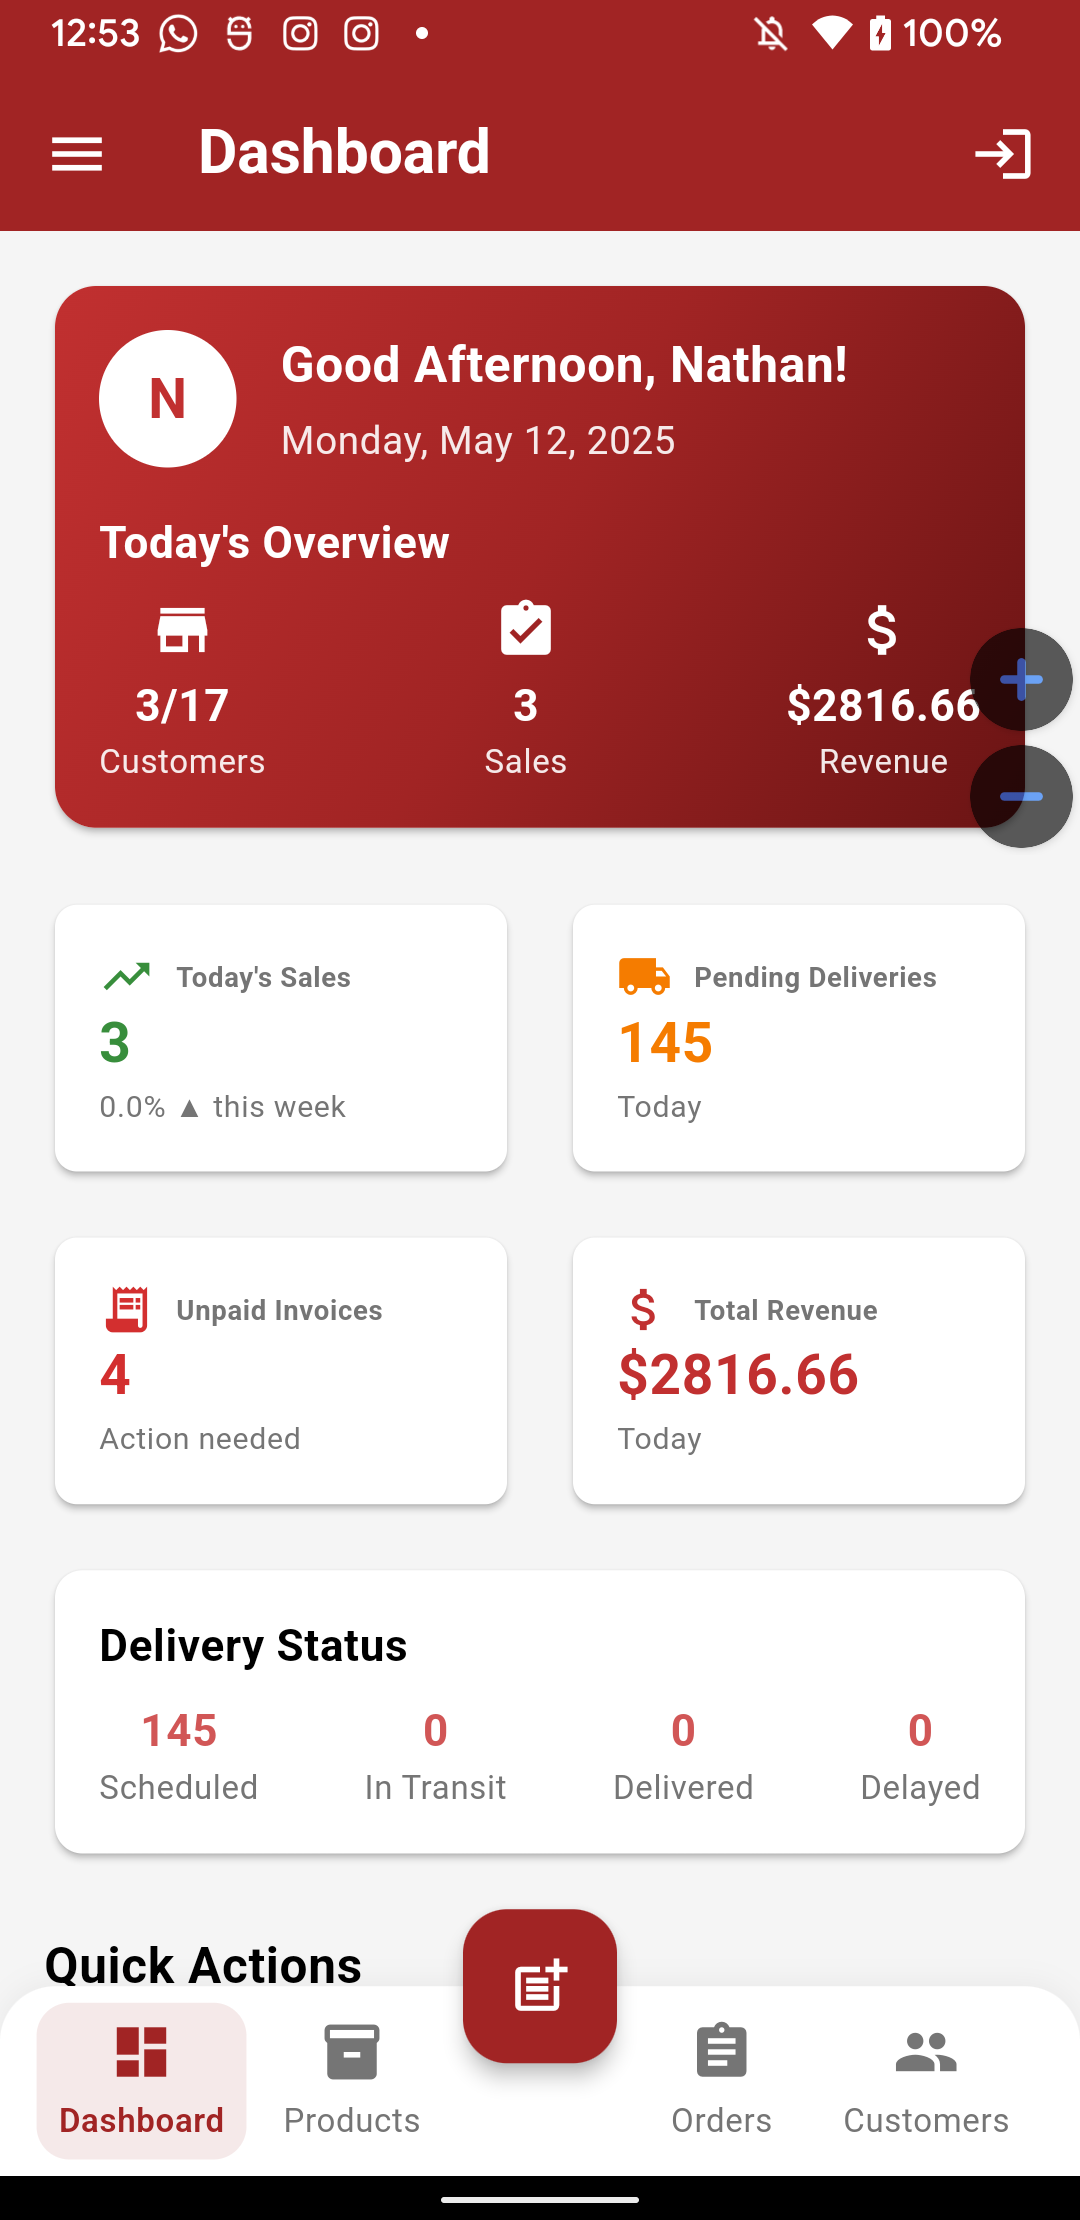 12:53 100%
Dashboard
N
Good Afternoon, Nathan!
Monday, May 12, 2025
Today's Overview
3/17 3 $2816.66
Customers Sales Revenue
Today's Sales
3
0.0% ▲ this week
Pending Deliveries
145
Today
Unpaid Invoices
4
Action needed
Total Revenue
$2816.66
Today
Delivery Status
145 0 0 0
Scheduled In Transit Delivered Delayed
Quick Actions
Dashboard Products Orders Customers